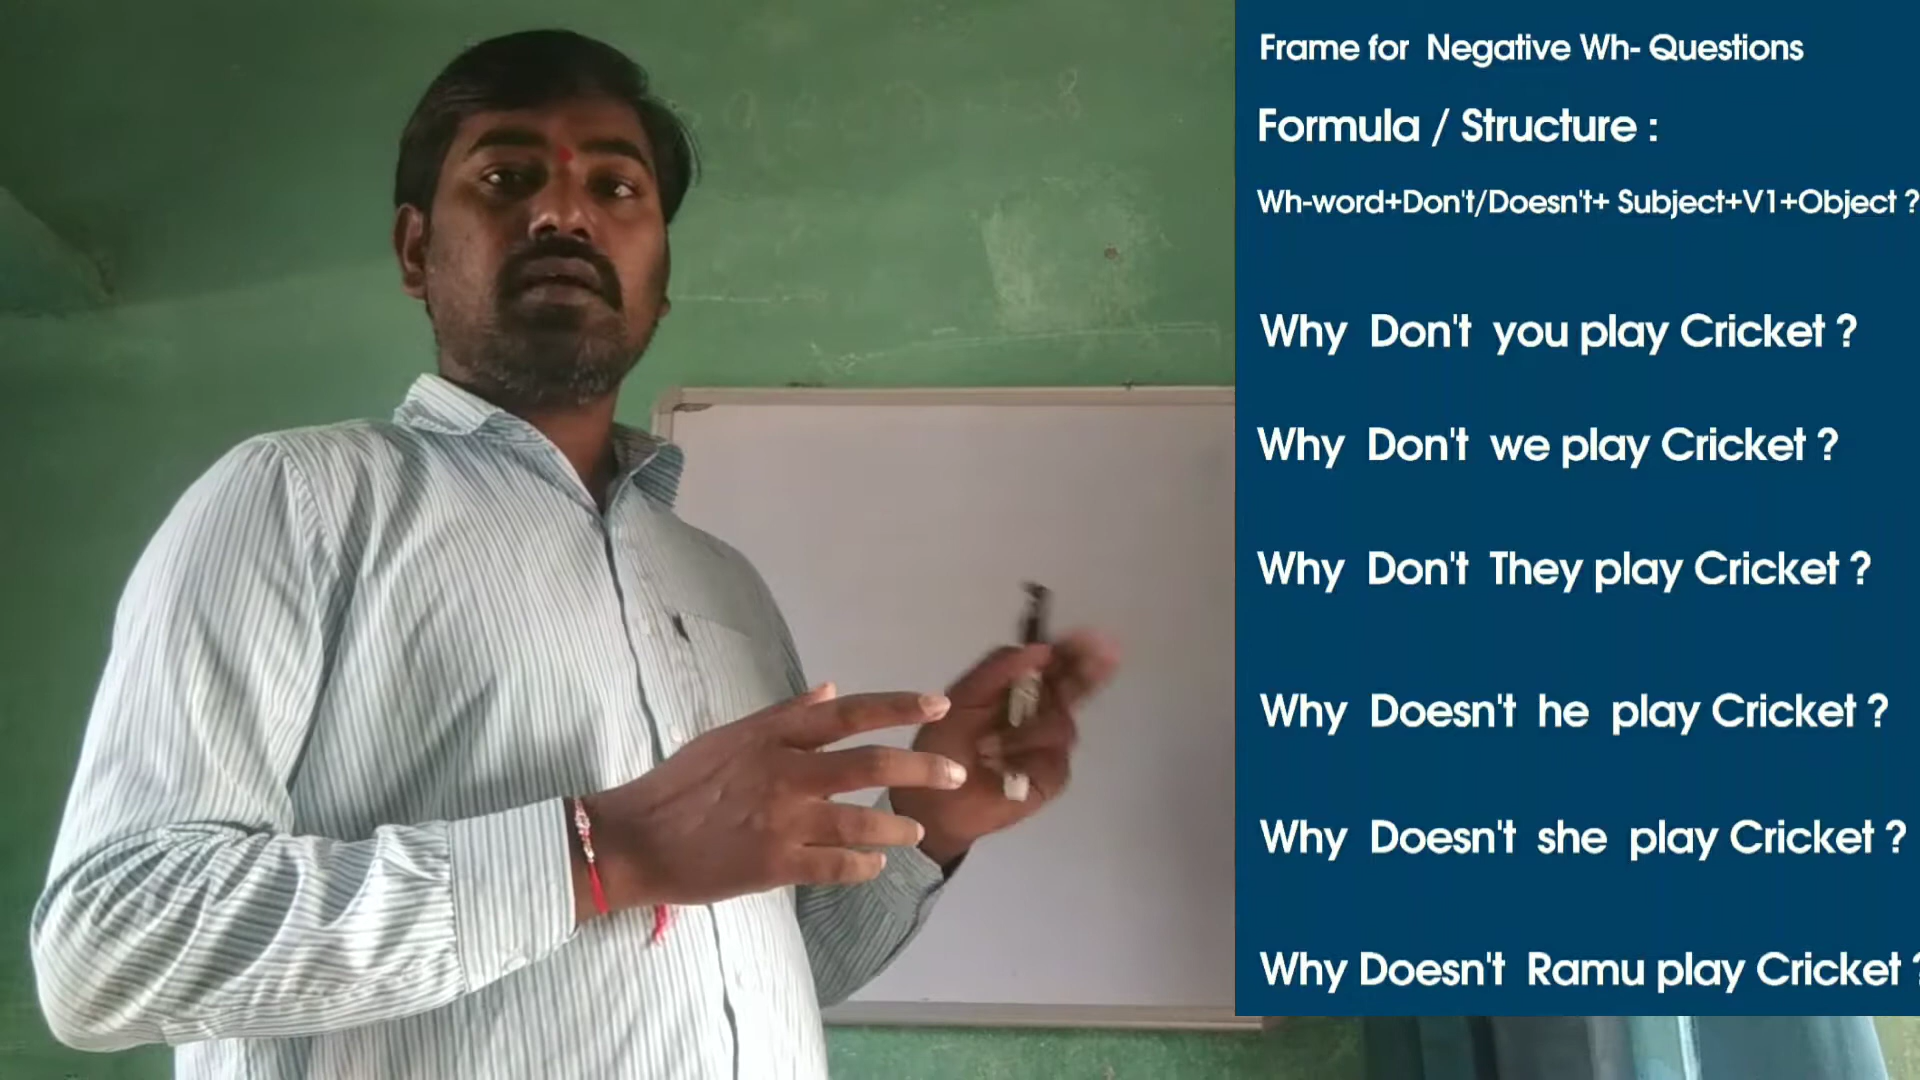 Frame for Negative Wh- Questions
Formula / Structure :
Wh-word+Don't/Doesn't+ Subject+V1+Object ?
Why Don't you play Cricket ?
Why Don't we play Cricket ?
Why Don't They play Cricket ?
Why Doesn't he play Cricket ?
Why Doesn't she play Cricket ?
Why Doesn't Ramu play Cricket ?